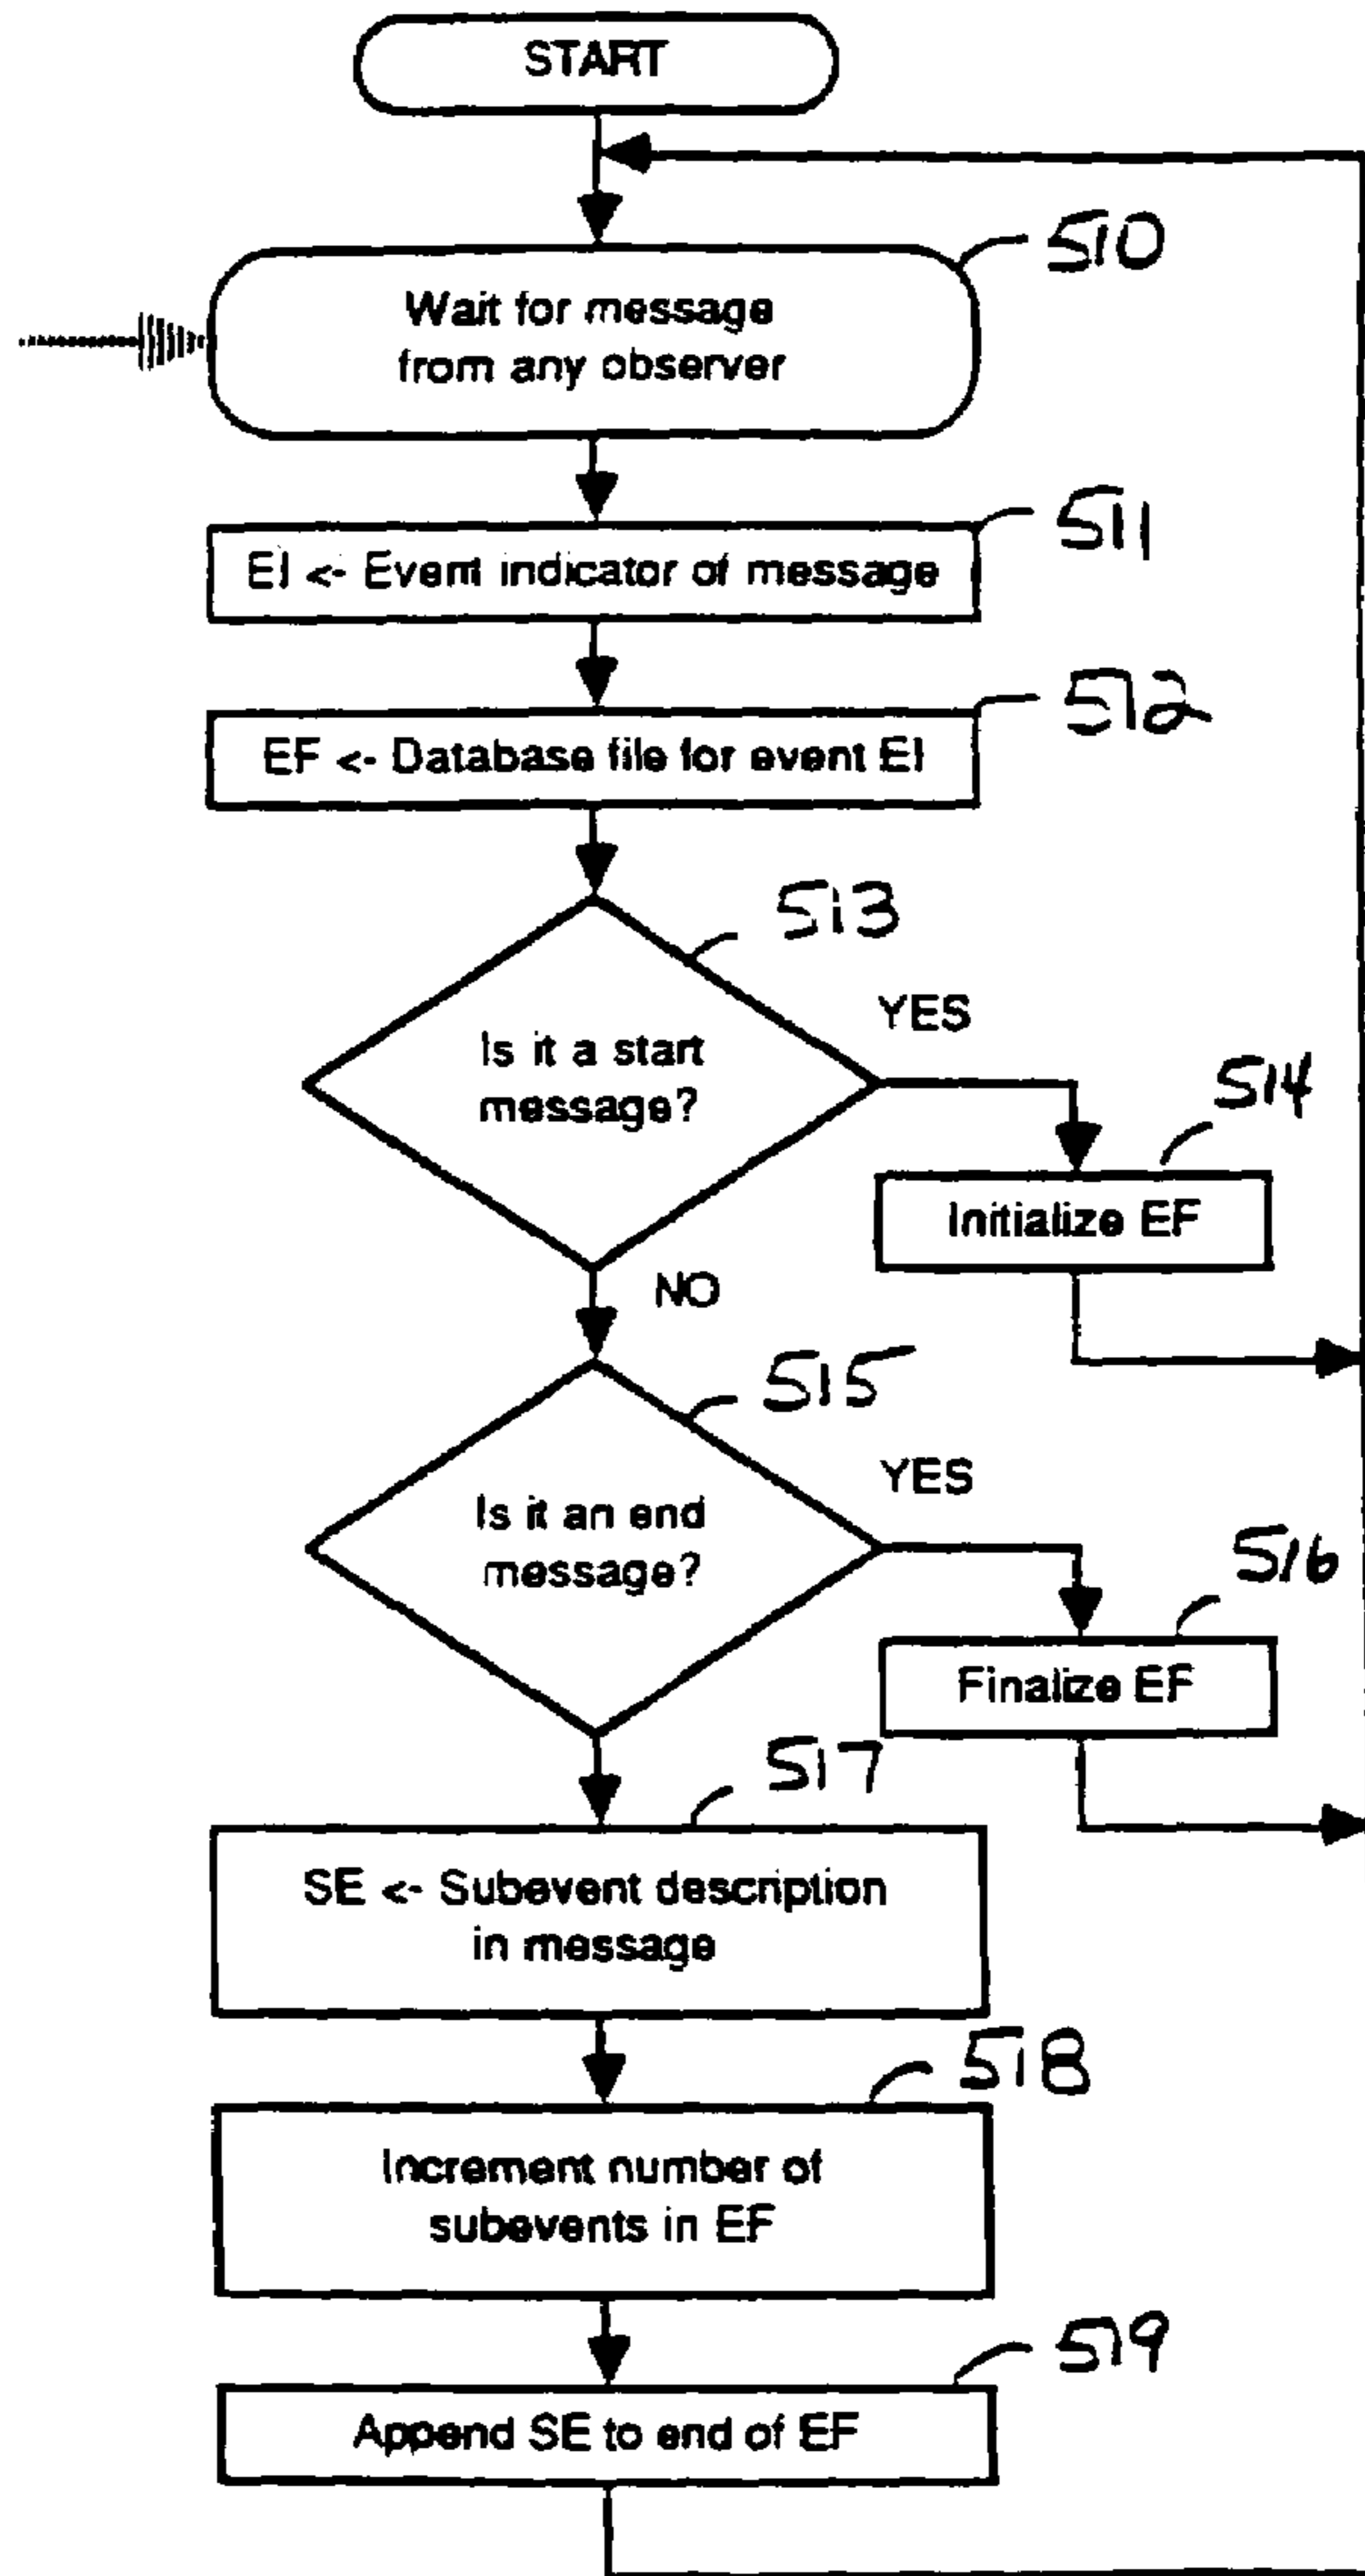 START
510
Wait for message
from any observer
511
EI <- Event indicator of message
512
EF <- Database file for event EI
513
YES
Is it a start
message?
514
Initialize EF
NO
515
YES
Is it an end
message?
516
Finalize EF
517
SE <- Subevent description
in message
518
Increment number of
subevents in EF
519
Append SE to end of EF